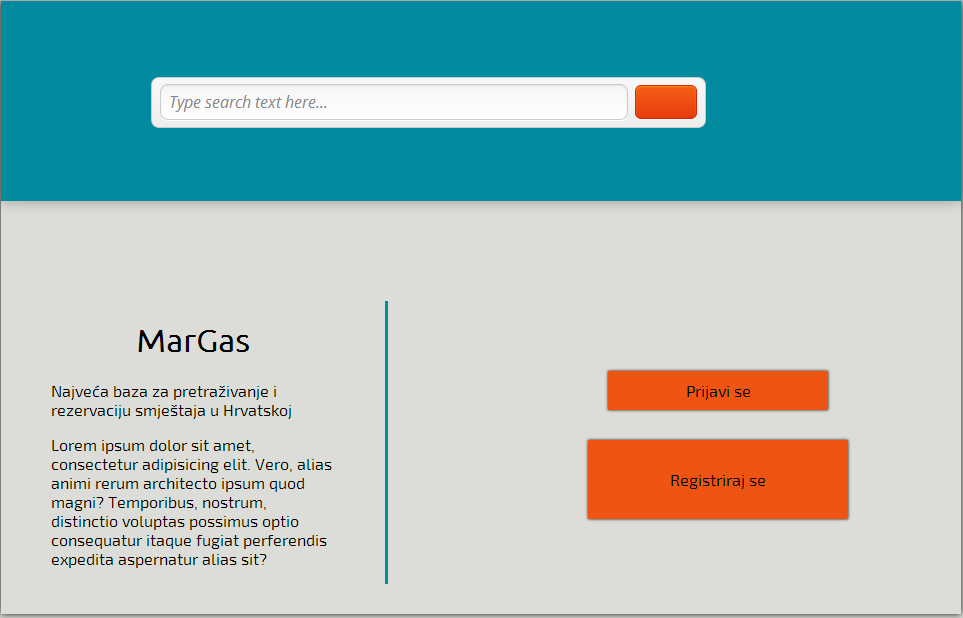 Type search text here...
MarGas
Najveća baza za pretraživanje i
rezervaciju smještaja u Hrvatskoj
Lorem ipsum dolor sit amet,
consectetur adipisicing elit. Vero, alias
animi rerum architecto ipsum quod
magni? Temporibus, nostrum,
distinctio voluptas possimus optio
consequatur itaque fugiat perferendis
expedita aspernatur alias sit?
Prijavi se
Registriraj se